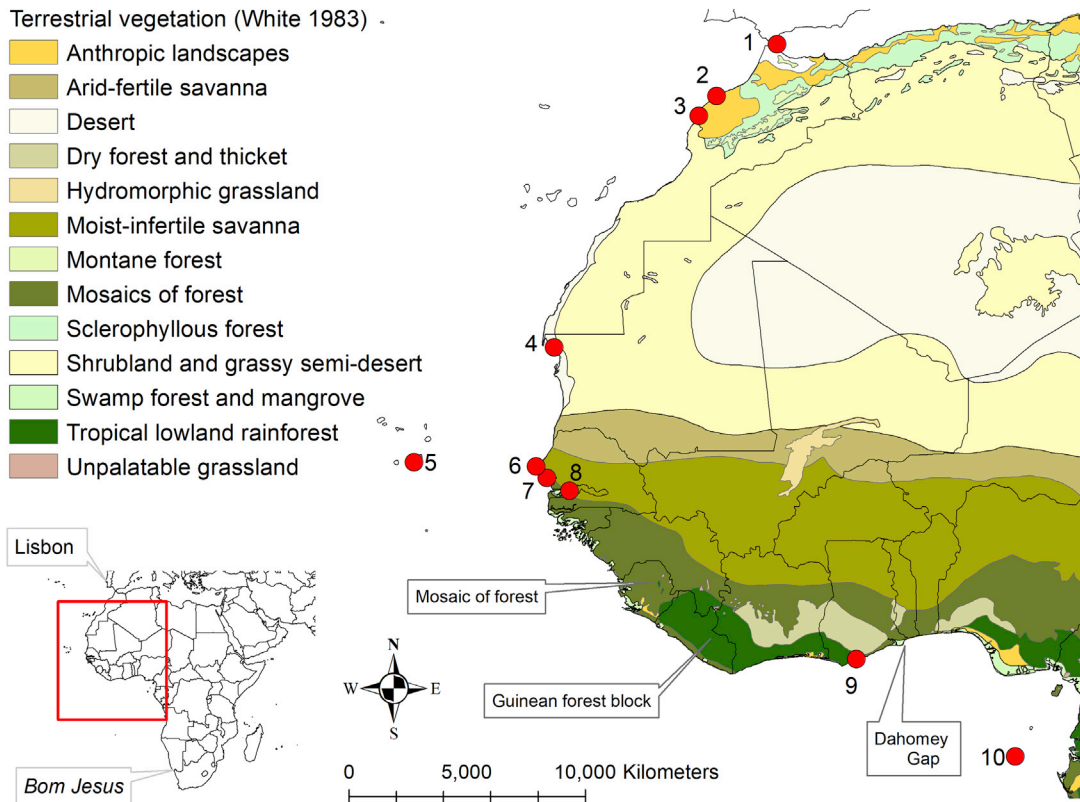 Terrestrial vegetation (White 1983)
Anthropic landscapes
Arid-fertile savanna
Desert
Dry forest and thicket
Hydromorphic grassland
Moist-infertile savanna
Montane forest
Mosaics of forest
Sclerophyllous forest
Shrubland and grassy semi-desert
Swamp forest and mangrove
Tropical lowland rainforest
Unpalatable grassland
1
2
3
4
5
6
7
8
9
10
Lisbon
Bom Jesus
Mosaic of forest
Guinean forest block
Dahomey
Gap
N
W E
S
0 5,000 10,000 Kilometers